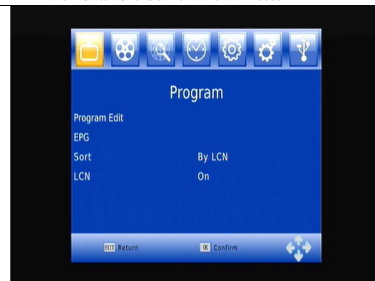 Program
Program Edit
EPG
Sort By LCN
LCN On
EXIT Return OK Confirm